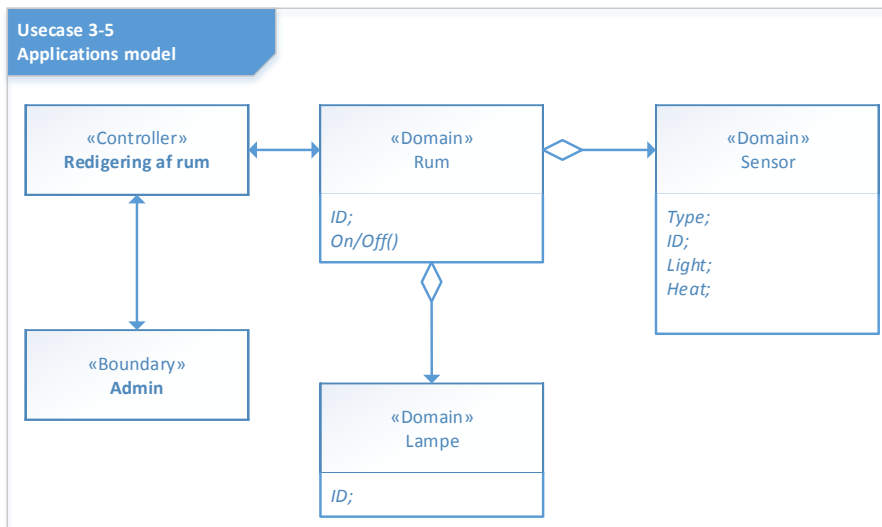 Usecase 3-5
Applications model
«Controller»
Redigering af rum
«Domain»
Rum
ID;
On/Off()
«Domain»
Sensor
Type;
ID;
Light;
Heat;
«Boundary»
Admin
«Domain»
Lampe
ID;